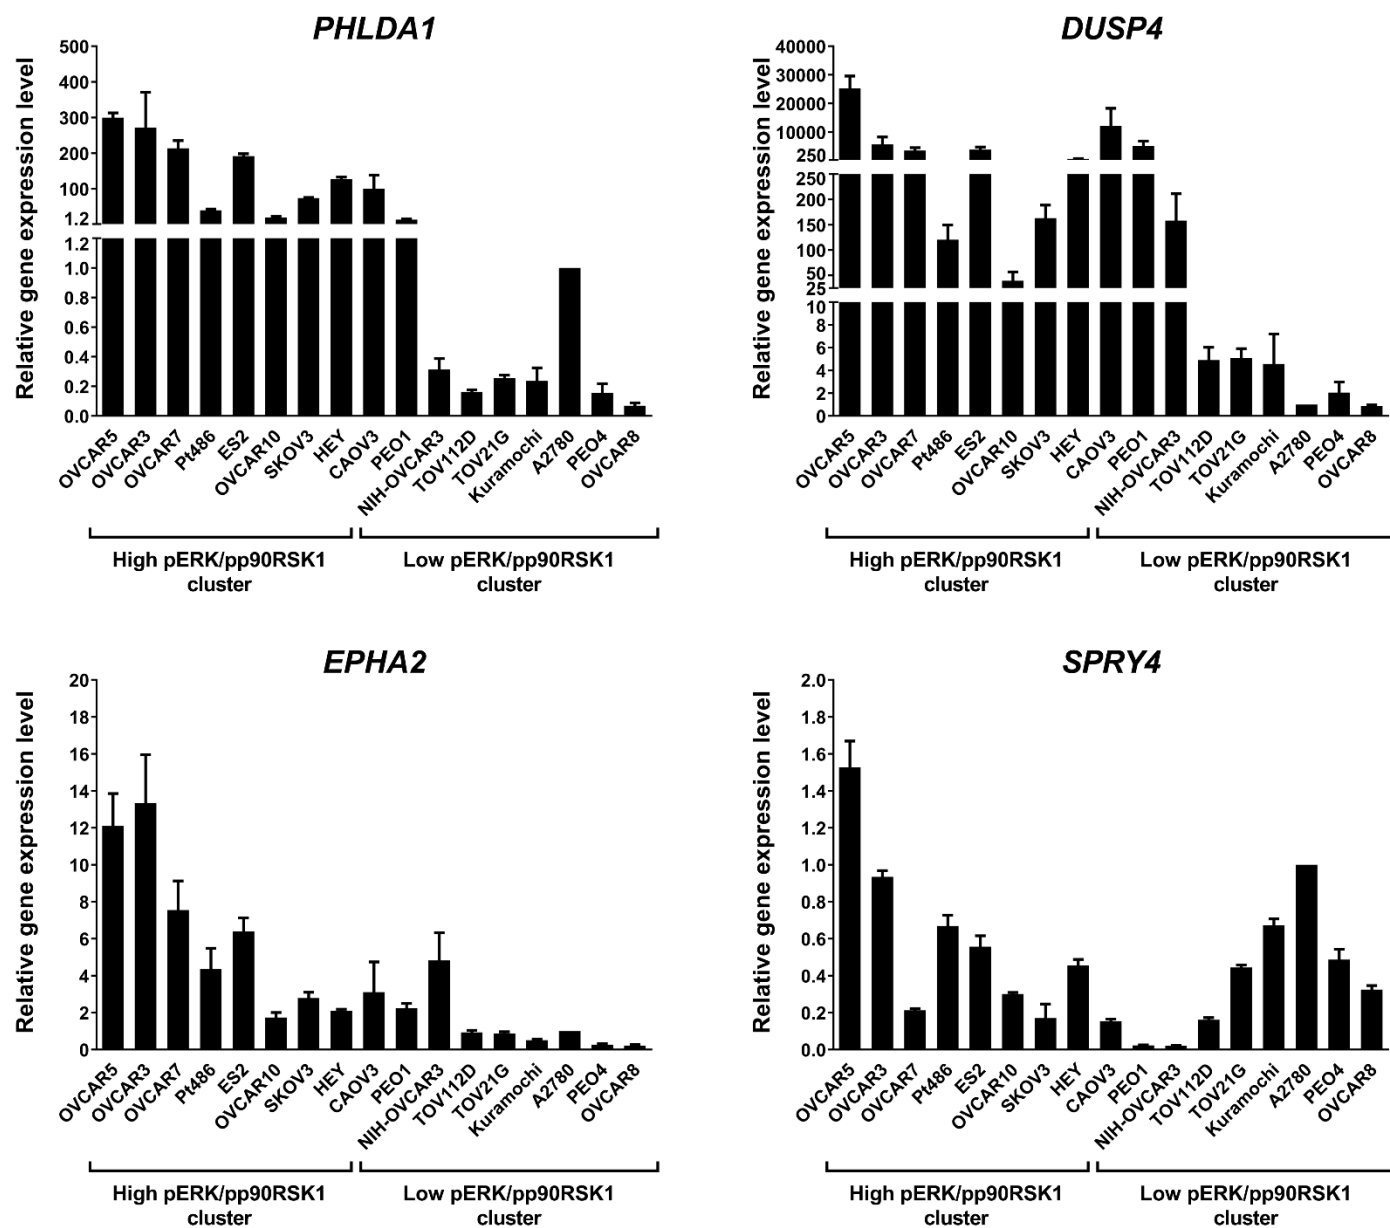 PHLDA1
Relative gene expression level
500
400
300
200
100
1.2
1.2
1.0
0.8
0.6
0.4
0.2
0.0
OVCAR5
OVCAR3
OVCAR7
Pt486
ES2
OVCAR10
SKOV3
HEY
CAOV3
PEO1
NIH-OVCAR3
TOV112D
TOV21G
Kuramochi
A2780
PEO4
OVCAR8
High pERK/pp90RSK1
cluster
Low pERK/pp90RSK1
cluster
DUSP4
Relative gene expression level
40000
30000
20000
10000
250
250
200
150
100
50
25
10
8
6
4
2
0
OVCAR5
OVCAR3
OVCAR7
Pt486
ES2
OVCAR10
SKOV3
HEY
CAOV3
PEO1
NIH-OVCAR3
TOV112D
TOV21G
Kuramochi
A2780
PEO4
OVCAR8
High pERK/pp90RSK1
cluster
Low pERK/pp90RSK1
cluster
EPHA2
Relative gene expression level
20
18
16
14
12
10
8
6
4
2
0
OVCAR5
OVCAR3
OVCAR7
Pt486
ES2
OVCAR10
SKOV3
HEY
CAOV3
PEO1
NIH-OVCAR3
TOV112D
TOV21G
Kuramochi
A2780
PEO4
OVCAR8
High pERK/pp90RSK1
cluster
Low pERK/pp90RSK1
cluster
SPRY4
Relative gene expression level
2.0
1.8
1.6
1.4
1.2
1.0
0.8
0.6
0.4
0.2
0.0
OVCAR5
OVCAR3
OVCAR7
Pt486
ES2
OVCAR10
SKOV3
HEY
CAOV3
PEO1
NIH-OVCAR3
TOV112D
TOV21G
Kuramochi
A2780
PEO4
OVCAR8
High pERK/pp90RSK1
cluster
Low pERK/pp90RSK1
cluster